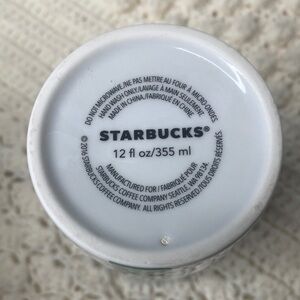 DO NOT MICROWAVE/NE PAS METTRE AU FOUR À MICRO-ONDES
HAND WASH ONLY/LAVAGE À MAIN SEULEMENT
MADE IN CHINA/FABRIQUÉ EN CHINE
STARBUCKS®
12 fl oz/355 ml
MANUFACTURED FOR/FABRIQUÉ POUR
STARBUCKS COFFEE COMPANY SEATTLE, WA 98134
© 2016 STARBUCKS COFFEE COMPANY. ALL RIGHTS RESERVED./TOUS DROITS RÉSERVÉS.